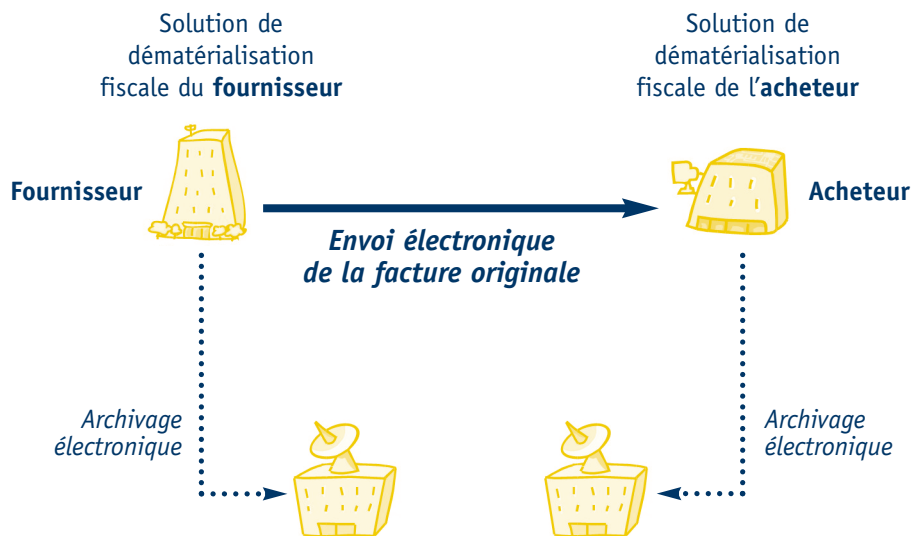 Solution de
dématérialisation
fiscale du fournisseur
Solution de
dématérialisation
fiscale de l'acheteur
Fournisseur
Acheteur
Envoi électronique
de la facture originale
Archivage
électronique
Archivage
électronique